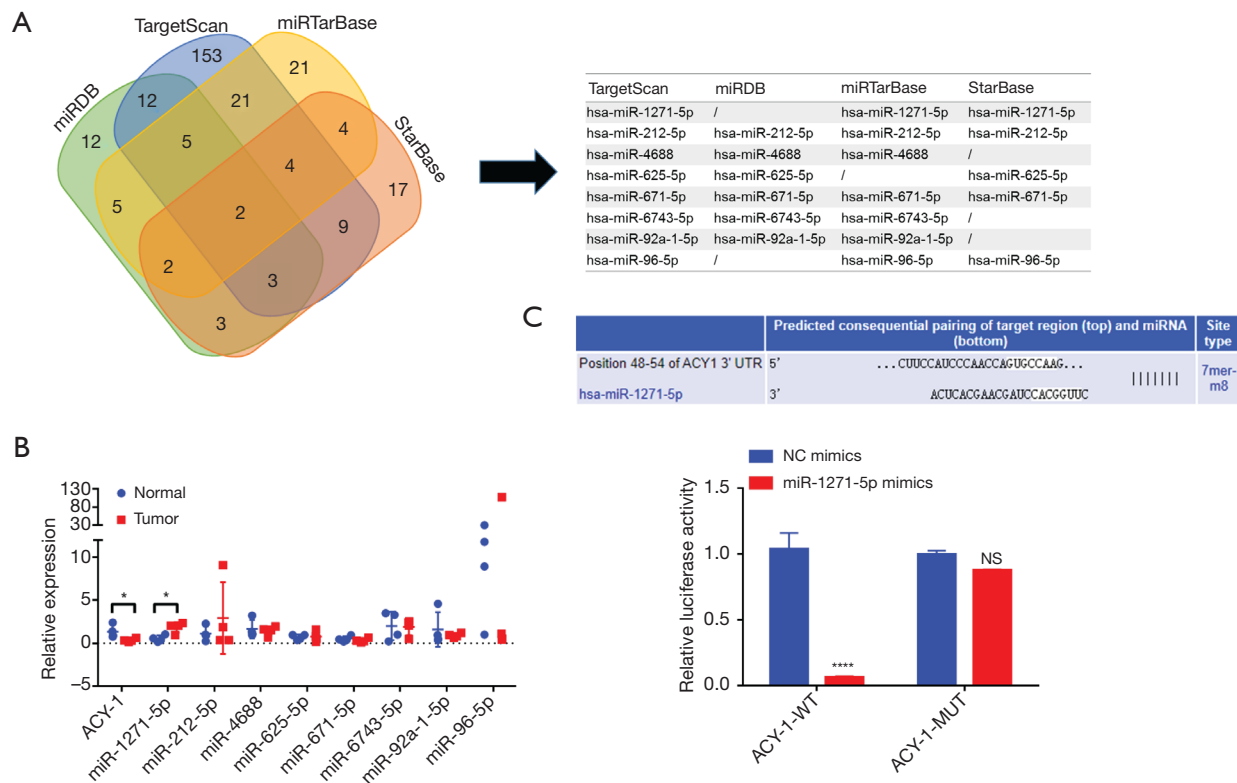 A
TargetScan
miRTarBase
miRDB
StarBase
153
21
12
21
12
5
4
4
17
5
2
9
2
3
3
TargetScan miRDB miRTarBase StarBase
hsa-miR-1271-5p / hsa-miR-1271-5p hsa-miR-1271-5p
hsa-miR-212-5p hsa-miR-212-5p hsa-miR-212-5p hsa-miR-212-5p
hsa-miR-4688 hsa-miR-4688 hsa-miR-4688 /
hsa-miR-625-5p hsa-miR-625-5p / hsa-miR-625-5p
hsa-miR-671-5p hsa-miR-671-5p hsa-miR-671-5p hsa-miR-671-5p
hsa-miR-6743-5p hsa-miR-6743-5p hsa-miR-6743-5p /
hsa-miR-92a-1-5p hsa-miR-92a-1-5p hsa-miR-92a-1-5p /
hsa-miR-96-5p / hsa-miR-96-5p hsa-miR-96-5p
C
Predicted consequential pairing of target region (top) and miRNA
(bottom)
Site
type
Position 48-54 of ACY1 3' UTR 5' ...CUUCCAUCCCAACCAGUGCCAAG...
|||||||
7mer-
m8
hsa-miR-1271-5p 3' ACUCACGAACGAUCCACGGUUC
B
Normal
Tumor
Relative expression
130
80
30
10
5
0
−5
*
*
ACY-1
miR-1271-5p
miR-212-5p
miR-4688
miR-625-5p
miR-671-5p
miR-6743-5p
miR-92a-1-5p
miR-96-5p
NC mimics
miR-1271-5p mimics
Relative luciferase activity
1.5
1.0
0.5
0.0
****
NS
ACY-1-WT
ACY-1-MUT